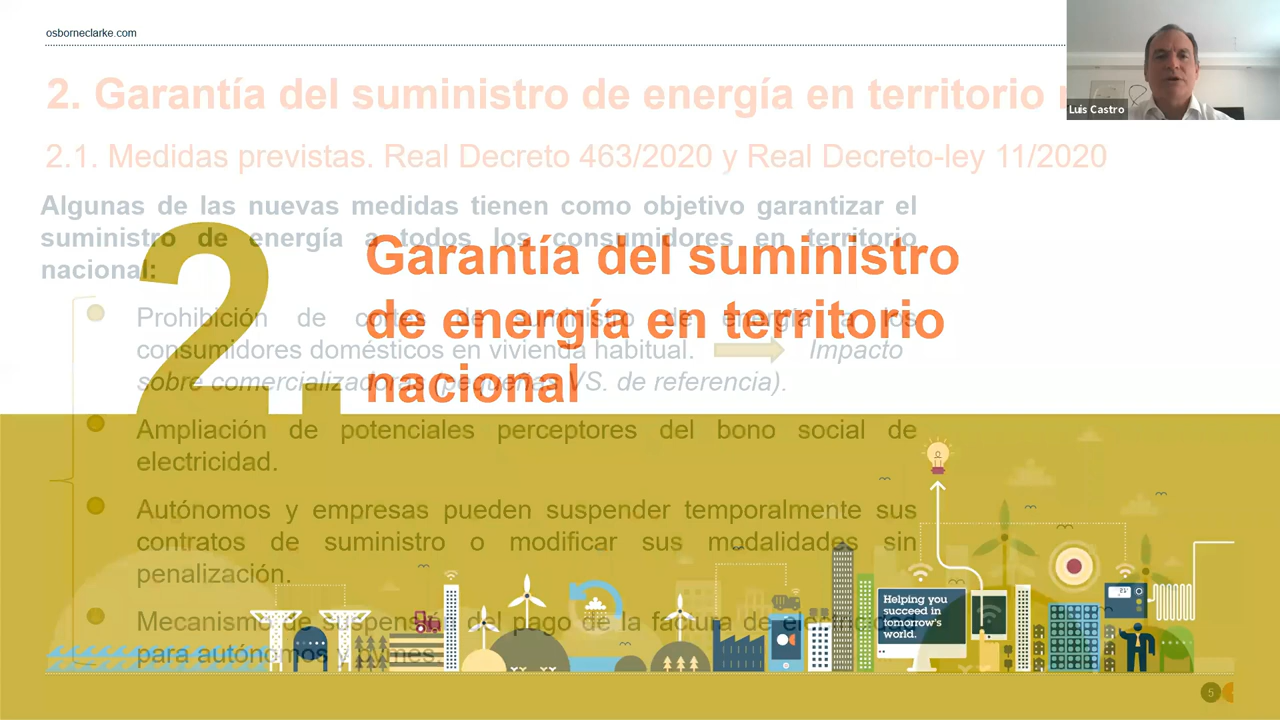 osborneclarke.com
2. Garantía del suministro de energía en territorio
2.1. Medidas previstas. Real Decreto 463/2020 y Real Decreto-ley 11/2020
Algunas de las nuevas medidas tienen como objetivo garantizar el
suministro de energía a todos los consumidores en territorio
nacional:
Prohibición de cortes de suministro de energía a los
consumidores domésticos en vivienda habitual. Impacto
sobre comercializadoras (pequeñas VS. de referencia).
Ampliación de potenciales perceptores del bono social de
electricidad.
Autónomos y empresas pueden suspender temporalmente sus
contratos de suministro o modificar sus modalidades sin
penalización.
Mecanismo de suspensión del pago de la factura de
para autónomos y
2.
Garantía del suministro
de energía en territorio
nacional
Helping you
succeed in
tomorrow's
world.
Luis Castro
5